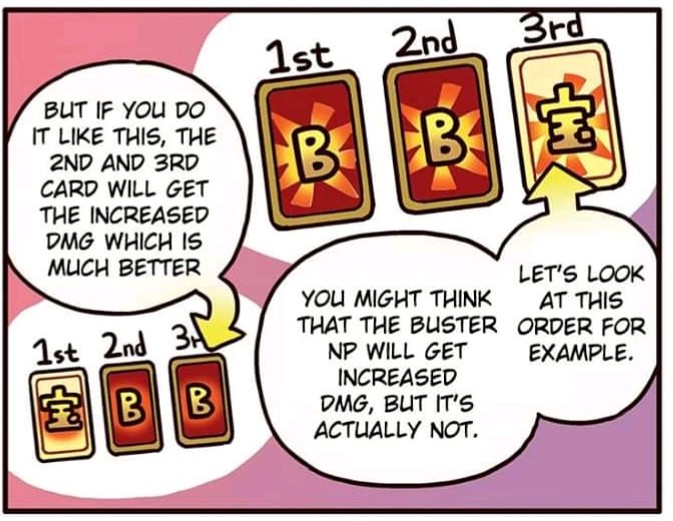 1st 2nd 3rd
B B 宝
LET'S LOOK
AT THIS
ORDER FOR
EXAMPLE.
YOU MIGHT THINK
THAT THE BUSTER
NP WILL GET
INCREASED
DMG, BUT IT'S
ACTUALLY NOT.
BUT IF YOU DO
IT LIKE THIS, THE
2ND AND 3RD
CARD WILL GET
THE INCREASED
DMG WHICH IS
MUCH BETTER
1st 2nd 3r
宝 B B